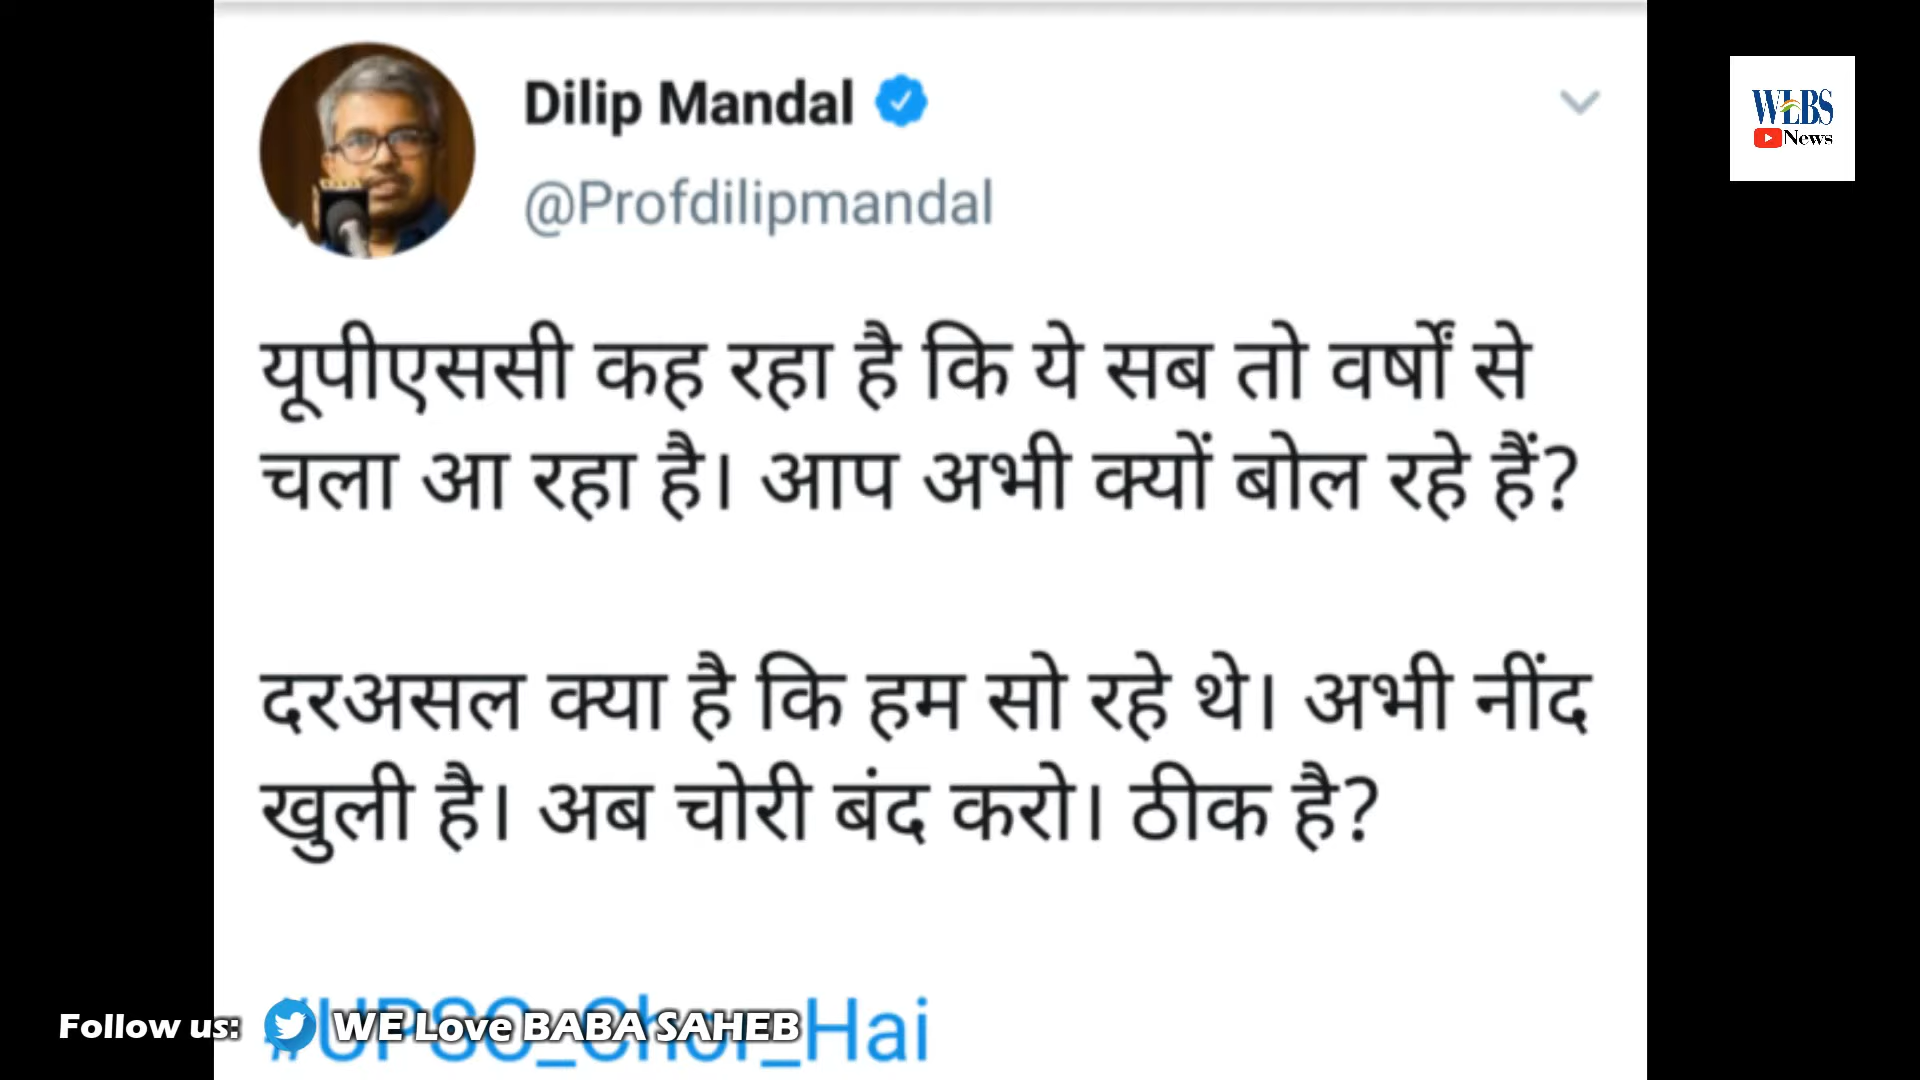 Dilip Mandal
@Profdilipmandal
WLBS
News
यूपीएससी कह रहा है कि ये सब तो वर्षों से
चला आ रहा है। आप अभी क्यों बोल रहे हैं?
दरअसल क्या है कि हम सो रहे थे। अभी नींद
खुली है। अब चोरी बंद करो। ठीक है?
#UPSC_Chor_Hai
Follow us: WE Love BABA SAHEB